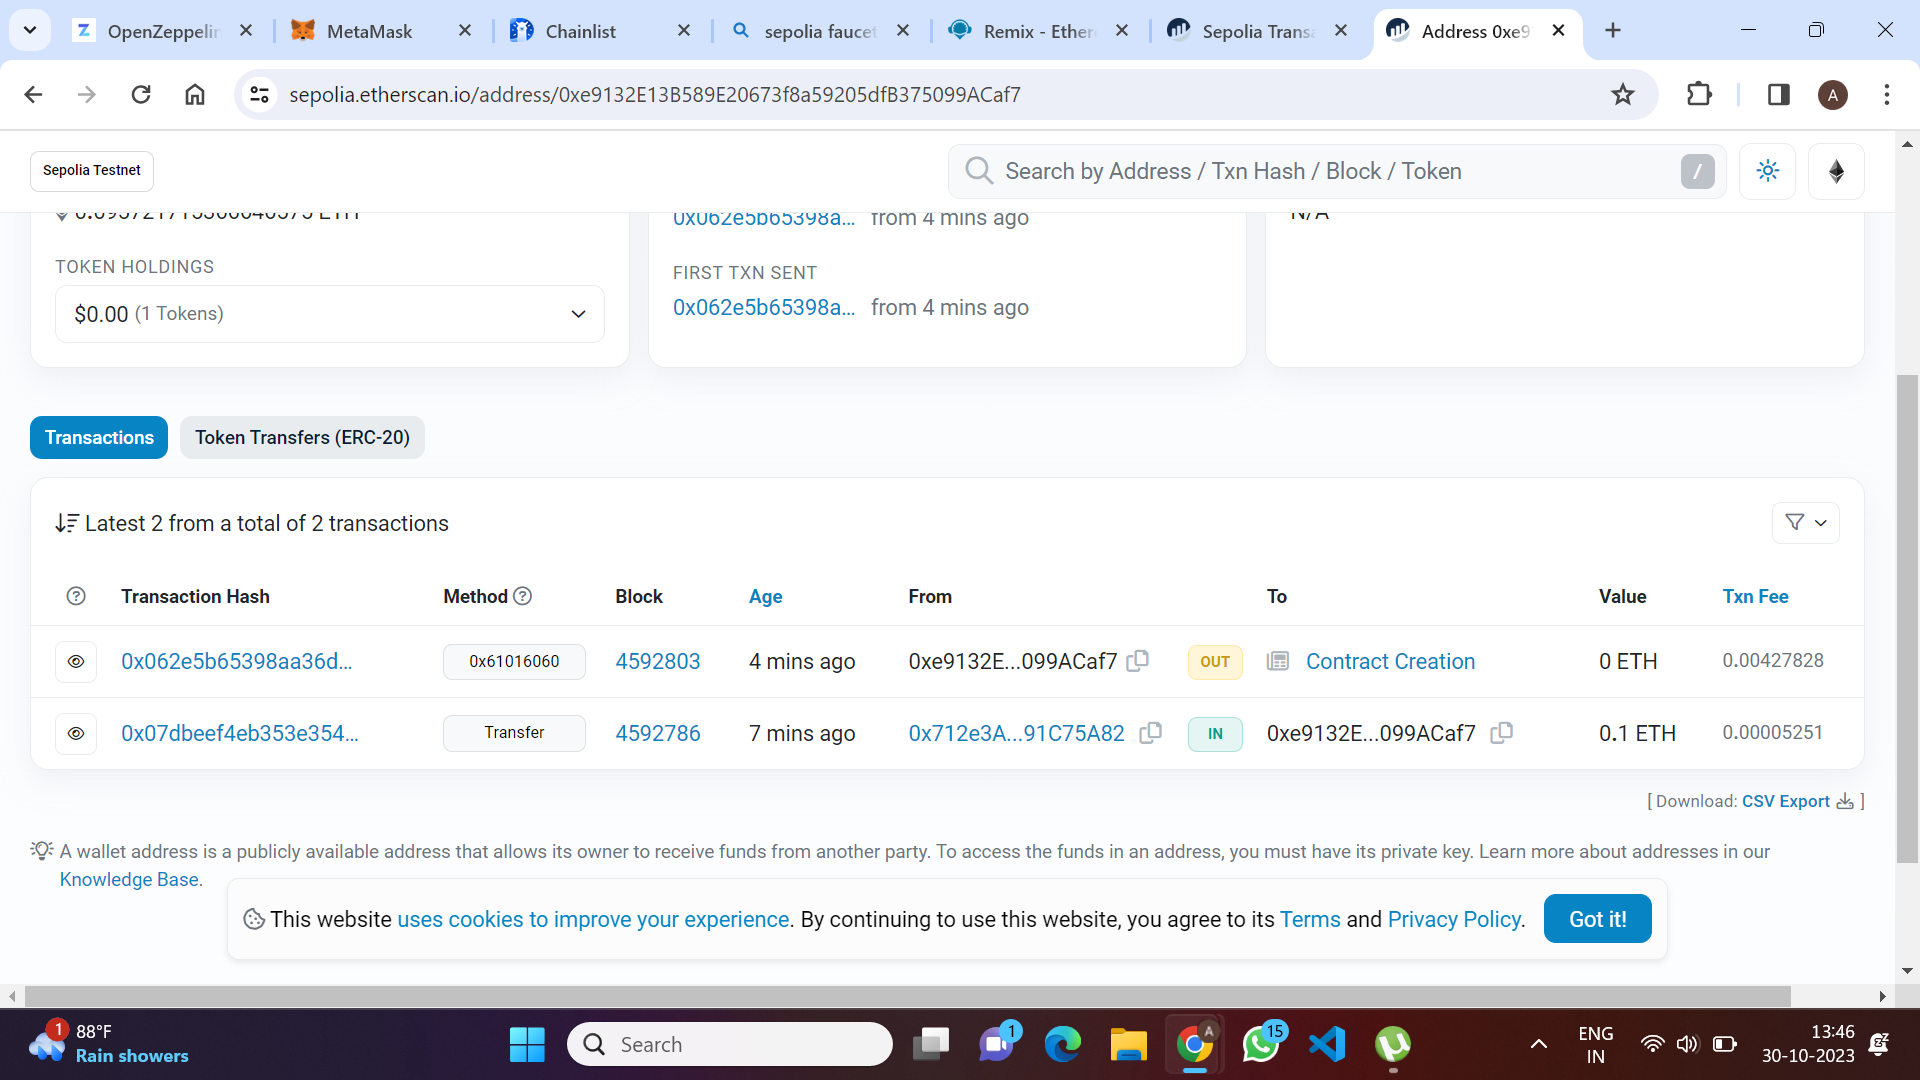 OpenZeppelin
MetaMask
Chainlist
sepolia faucet
Remix - Ether
Sepolia Trans
Address 0xe9
sepolia.etherscan.io/address/0xe9132E13B589E20673f8a59205dfB375099ACaf7
A
Sepolia Testnet
Search by Address / Txn Hash / Block / Token
/
0x062e5b65398a... from 4 mins ago
N/A
TOKEN HOLDINGS
$0.00 (1 Tokens)
FIRST TXN SENT
0x062e5b65398a... from 4 mins ago
Transactions
Token Transfers (ERC-20)
Latest 2 from a total of 2 transactions
Transaction Hash Method Block Age From To Value Txn Fee
0x062e5b65398aa36d... 0x61016060 4592803 4 mins ago 0xe9132E...099ACaf7 OUT Contract Creation 0 ETH 0.00427828
0x07dbeef4eb353e354... Transfer 4592786 7 mins ago 0x712e3A...91C75A82 IN 0xe9132E...099ACaf7 0.1 ETH 0.00005251
[ Download: CSV Export ]
A wallet address is a publicly available address that allows its owner to receive funds from another party. To access the funds in an address, you must have its private key. Learn more about addresses in our
Knowledge Base.
This website uses cookies to improve your experience. By continuing to use this website, you agree to its Terms and Privacy Policy.
Got it!
1
88°F
Rain showers
Search
1
A
15
ENG
IN
13:46
30-10-2023